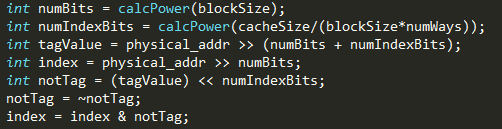 int numBits = calcPower(blockSize);
int numIndexBits = calcPower(cacheSize/(blockSize*numWays));
int tagValue = physical_addr >> (numBits + numIndexBits);
int index = physical_addr >> numBits;
int notTag = (tagValue) << numIndexBits;
notTag = ~notTag;
index = index & notTag;